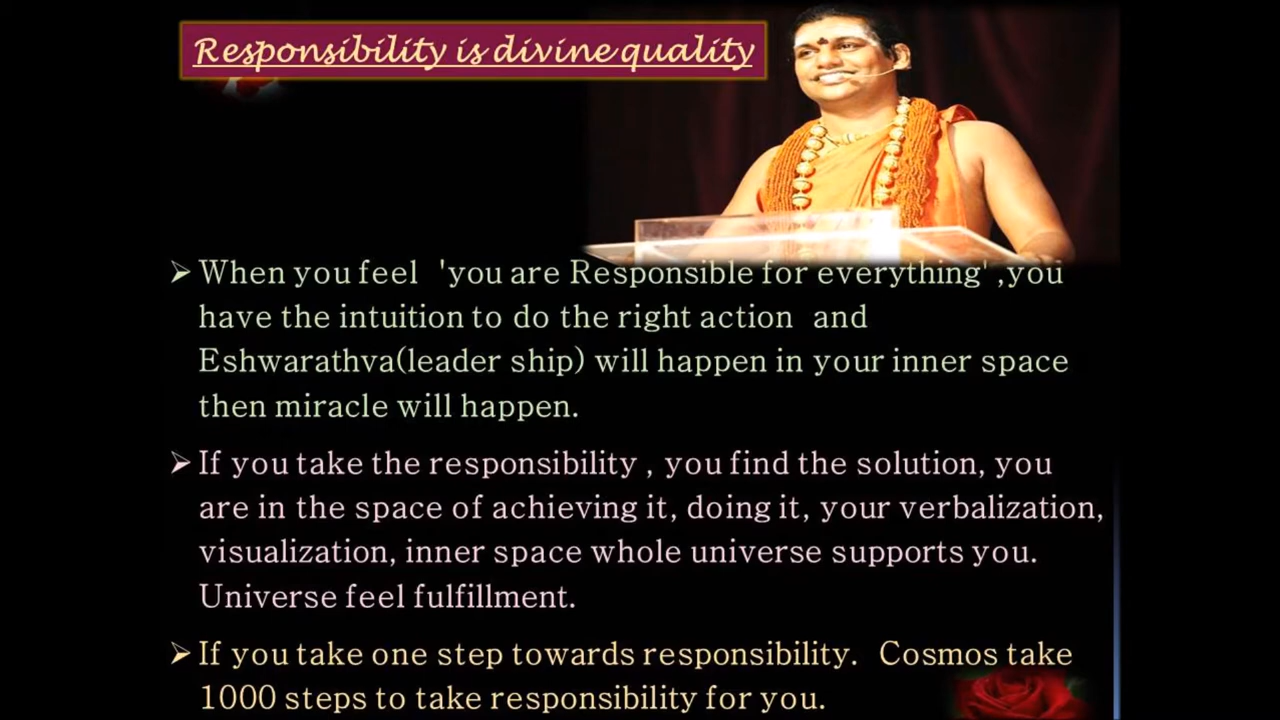 Responsibility is divine quality
➤ When you feel 'you are Responsible for everything' ,you
have the intuition to do the right action and
Eshwarathva(leader ship) will happen in your inner space
then miracle will happen.
➤ If you take the responsibility , you find the solution, you
are in the space of achieving it, doing it, your verbalization,
visualization, inner space whole universe supports you.
Universe feel fulfillment.
➤ If you take one step towards responsibility. Cosmos take
1000 steps to take responsibility for you.